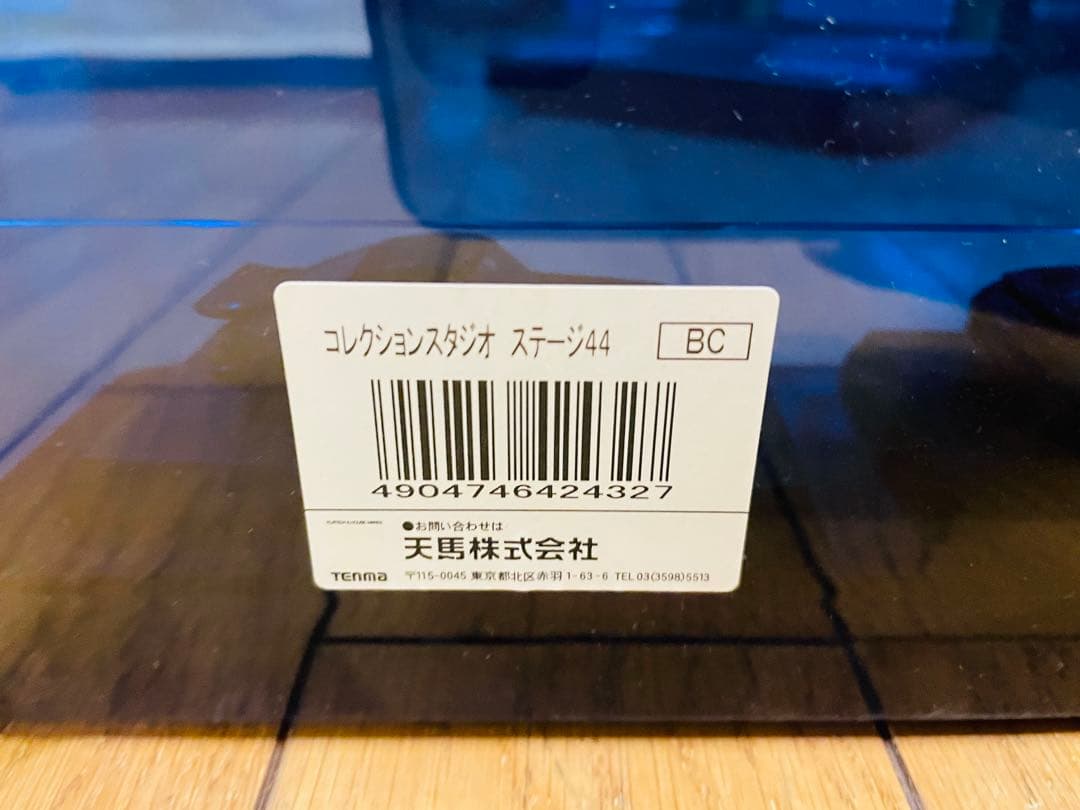 コレクションスタジオ ステージ44
BC
4904746424327
●お問い合わせは
天馬株式会社
Tenma 〒115-0045 東京都北区赤羽1-63-6 TEL 03(3598)5513